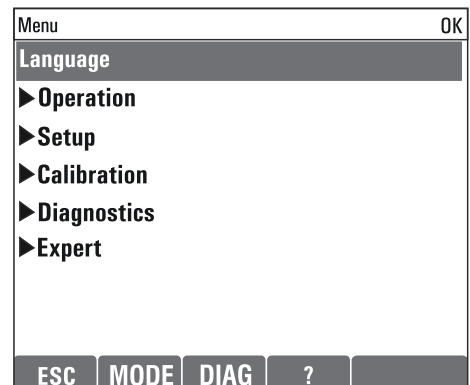 Menu OK
Language
▶Operation
▶Setup
▶Calibration
▶Diagnostics
▶Expert
ESC MODE DIAG ?